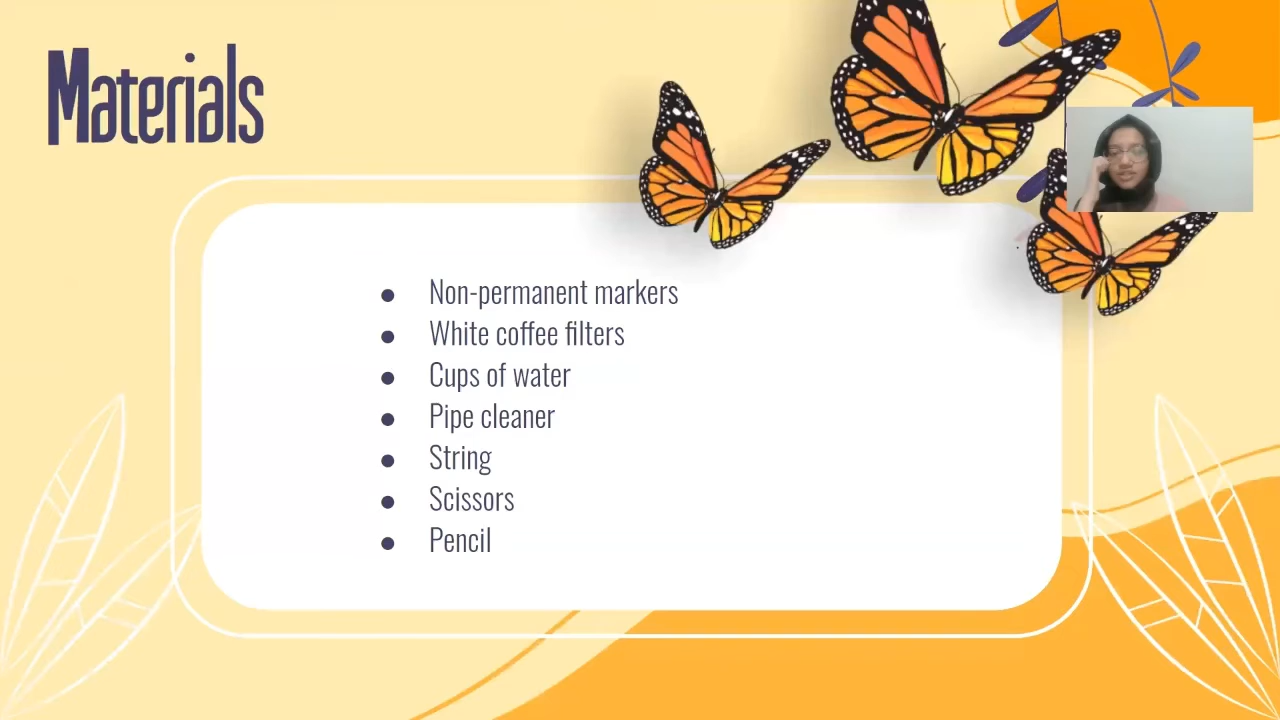 Materials
Non-permanent markers
White coffee filters
Cups of water
Pipe cleaner
String
Scissors
Pencil